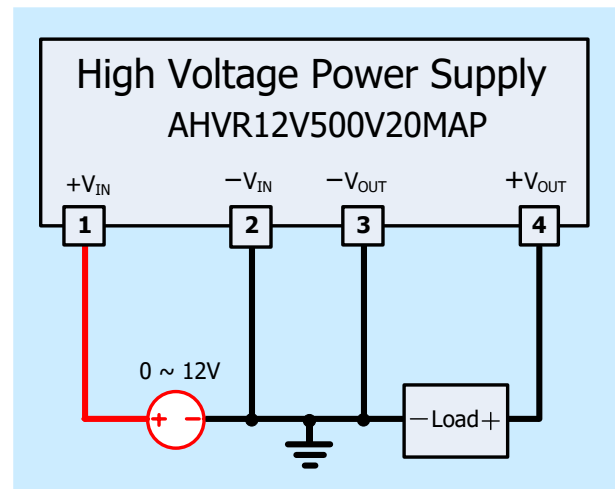 High Voltage Power Supply
AHVR12V500V20MAP
+VIN −VIN −VOUT +VOUT
1 2 3 4
0 ~ 12V
+ −
−Load+